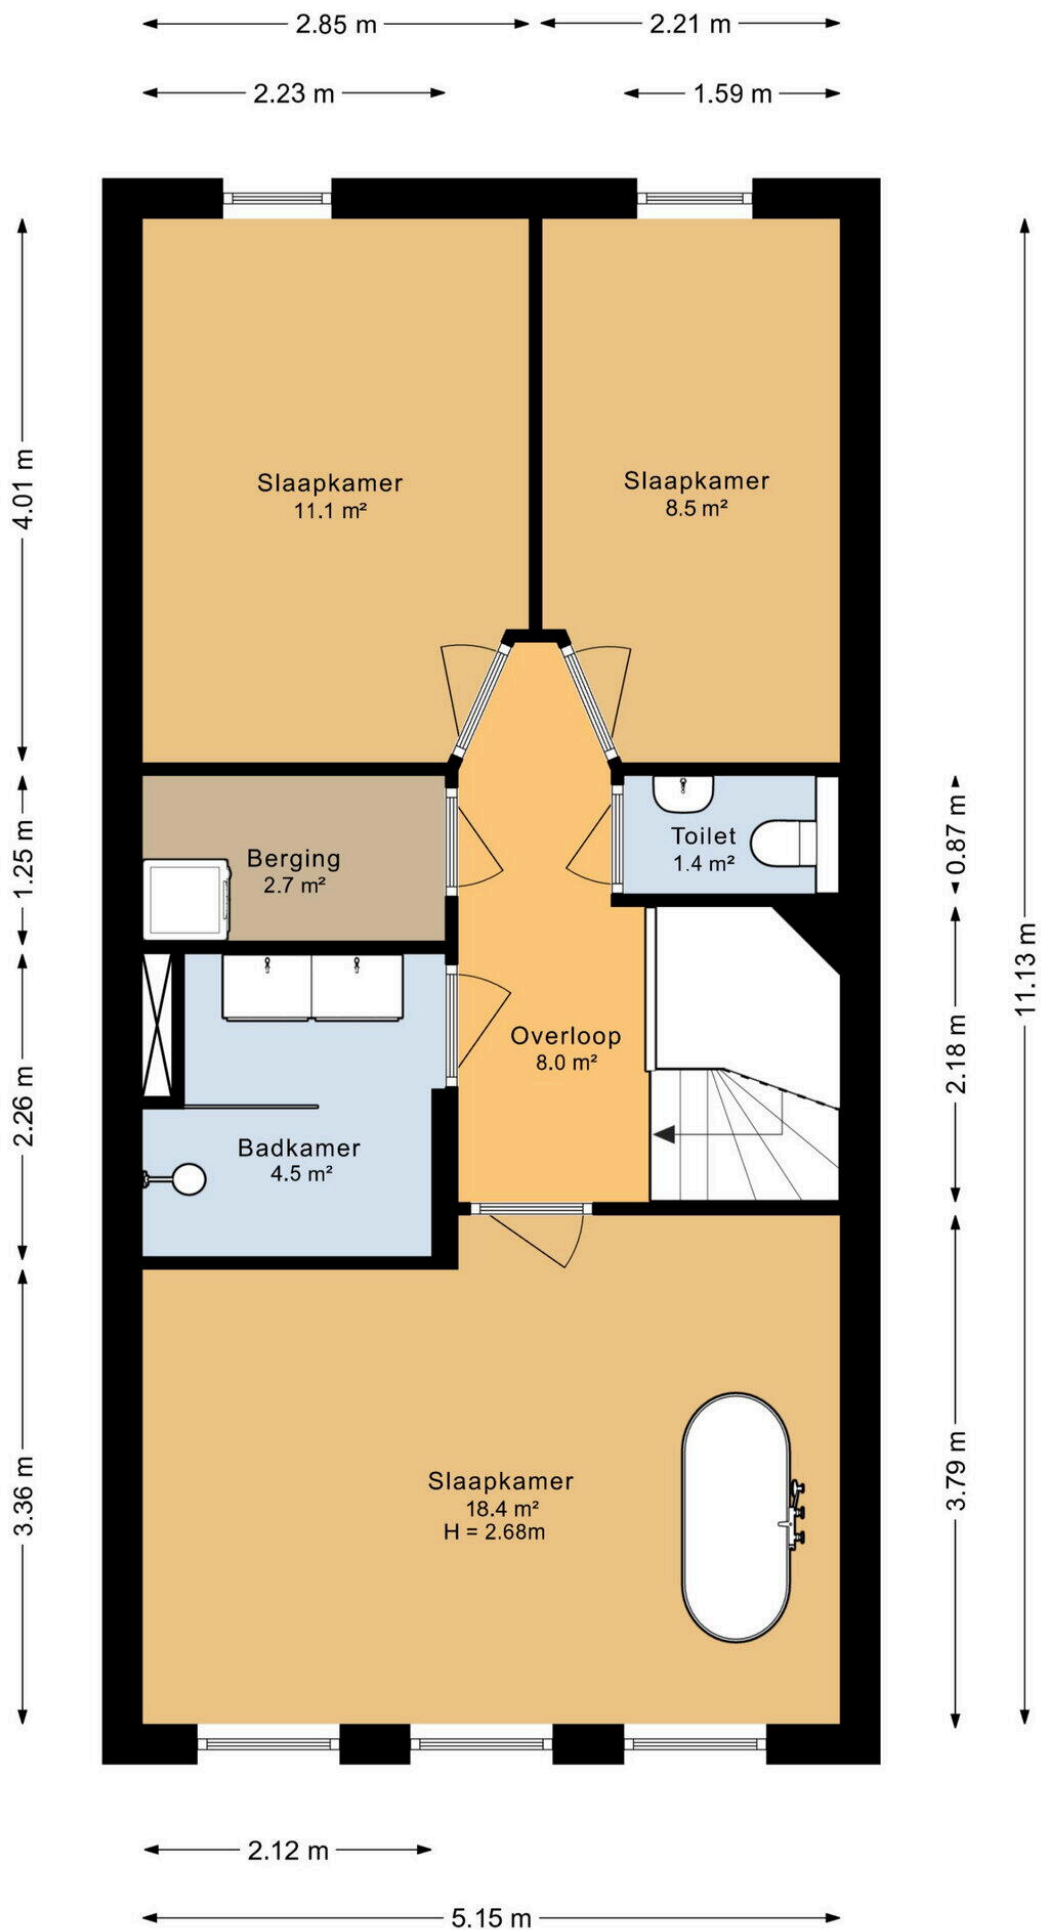 2.85 m
2.21 m
2.23 m
1.59 m
4.01 m
Slaapkamer
11.1 m²
Slaapkamer
8.5 m²
1.25 m
Berging
2.7 m²
Toilet
1.4 m²
0.87 m
11.13 m
2.26 m
Badkamer
4.5 m²
Overloop
8.0 m²
2.18 m
3.36 m
Slaapkamer
18.4 m²
H = 2.68m
3.79 m
2.12 m
5.15 m